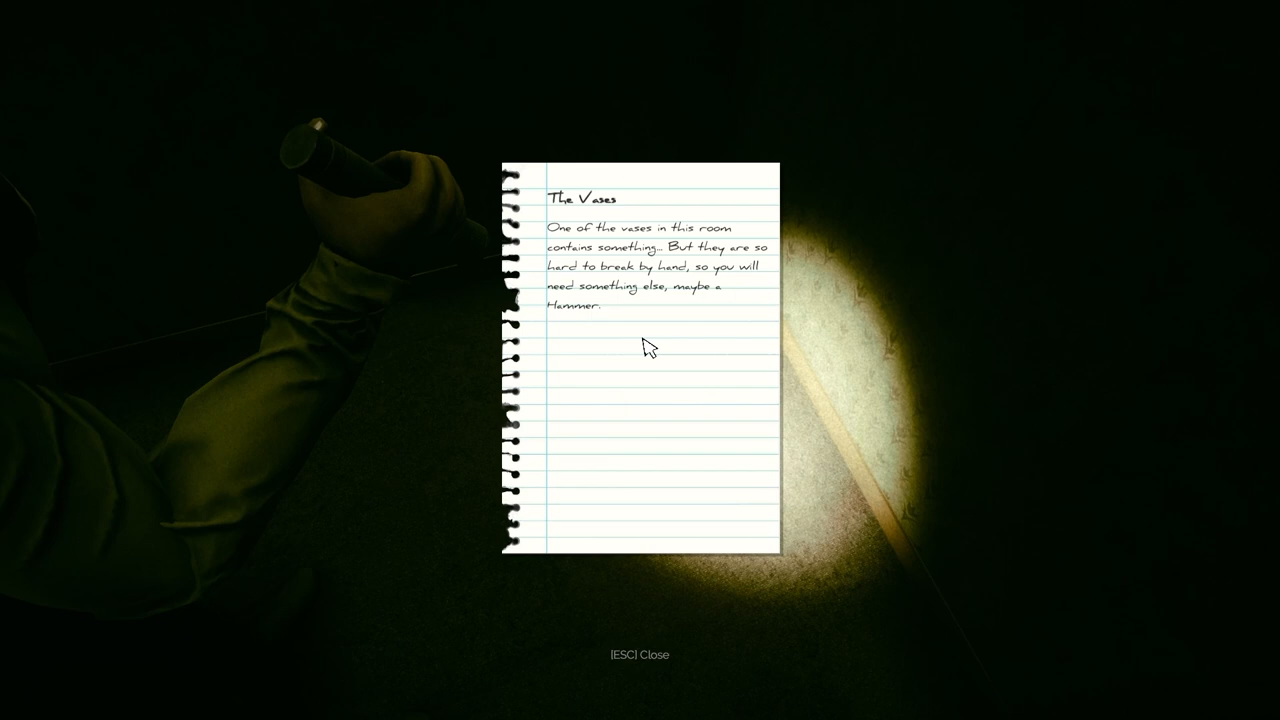 The Vases
One of the vases in this room
contains something... But they are so
hard to break by hand, so you will
need something else, maybe a
Hammer.
[ESC] Close